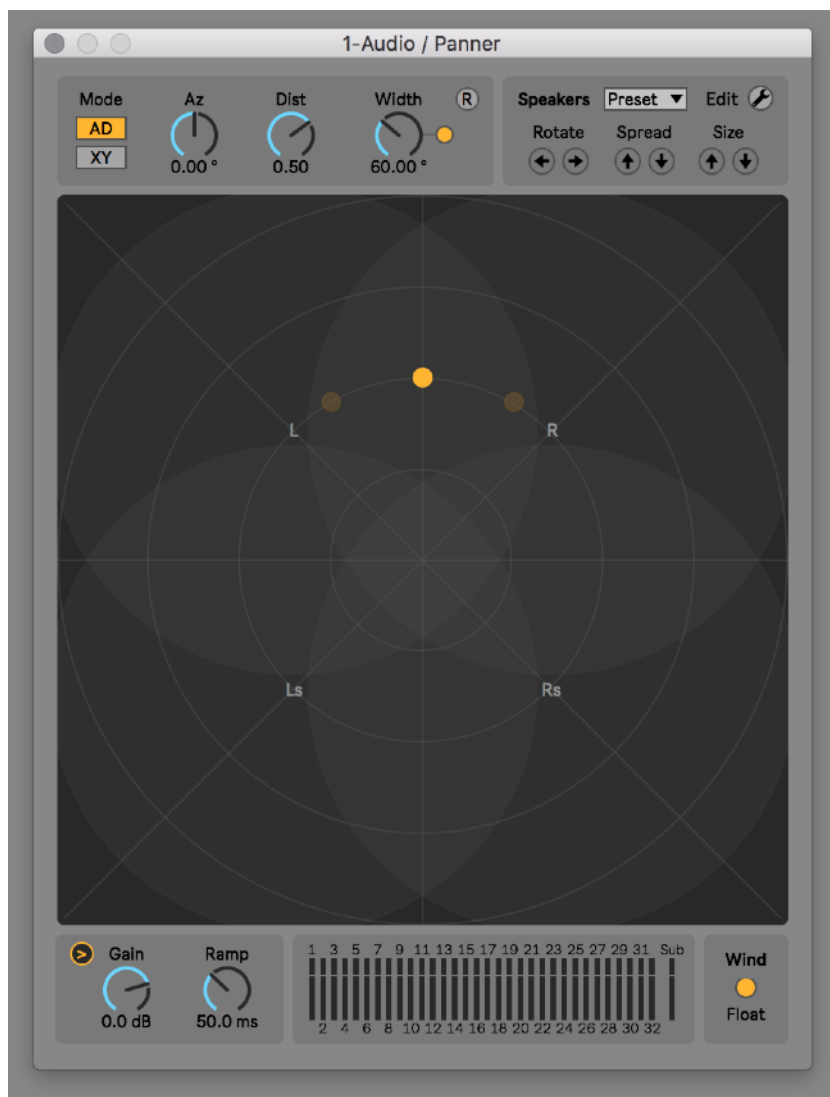 1-Audio / Panner
Mode Az Dist Width R
AD
XY
0.00 ° 0.50 60.00 °
Speakers Preset ▼ Edit
Rotate Spread Size
L R
Ls Rs
> Gain Ramp
0.0 dB 50.0 ms
1 3 5 7 9 11 13 15 17 19 21 23 25 27 29 31 Sub
2 4 6 8 10 12 14 16 18 20 22 24 26 28 30 32
Wind
Float